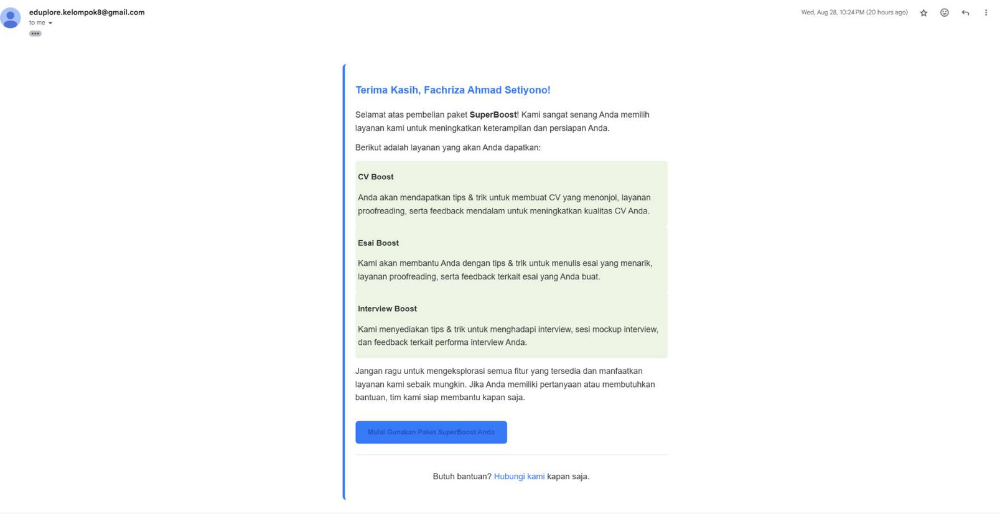 eduplore.kelompok8@gmail.com
Wed, Aug 28, 10:24 PM (20 hours ago)
to me
Terima Kasih, Fachriza Ahmad Setiyono!
Selamat atas pembelian paket SuperBoost! Kami sangat senang Anda memilih
layanan kami untuk meningkatkan keterampilan dan persiapan Anda.
Berikut adalah layanan yang akan Anda dapatkan:
CV Boost
Anda akan mendapatkan tips & trik untuk membuat CV yang menonjol, layanan
proofreading, serta feedback mendalam untuk meningkatkan kualitas CV Anda.
Esai Boost
Kami akan membantu Anda dengan tips & trik untuk menulis esai yang menarik,
layanan proofreading, serta feedback terkait esai yang Anda buat.
Interview Boost
Kami menyediakan tips & trik untuk menghadapi interview, sesi mockup interview,
dan feedback terkait performa interview Anda.
Jangan ragu untuk mengeksplorasi semua fitur yang tersedia dan manfaatkan
layanan kami sebaik mungkin. Jika Anda memiliki pertanyaan atau membutuhkan
bantuan, tim kami siap membantu kapan saja.
Mulai Gunakan Paket SuperBoost Anda
Butuh bantuan? Hubungi kami kapan saja.